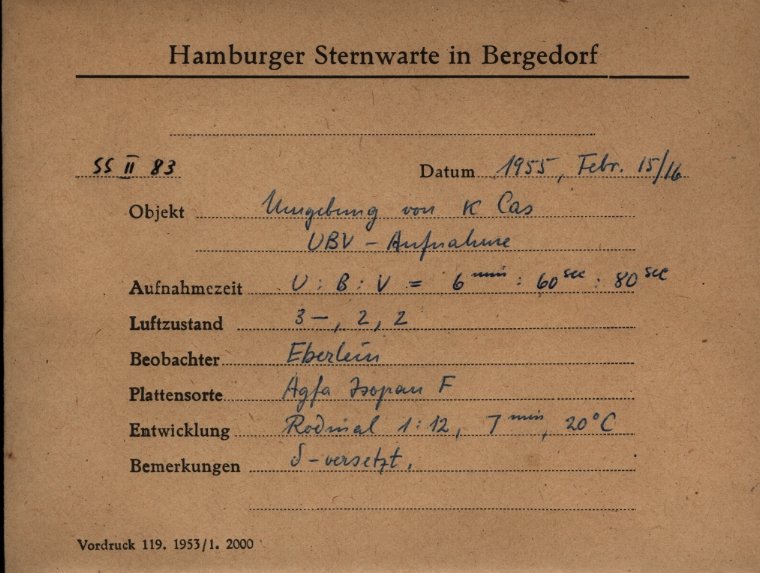 Hamburger Sternwarte in Bergedorf
SS II 83 Datum 1955, Febr. 15/16
Objekt Umgebung von κ Cas
UBV - Aufnahme
Aufnahmezeit U : B : V = 6 min : 60 sec : 80 sec
Luftzustand 3—, 2, 2
Beobachter Eberlein
Plattensorte Agfa Isopan F
Entwicklung Rodinal 1:12, 7 min, 20°C
Bemerkungen δ-versetzt.
Vordruck 119. 1953/1. 2000